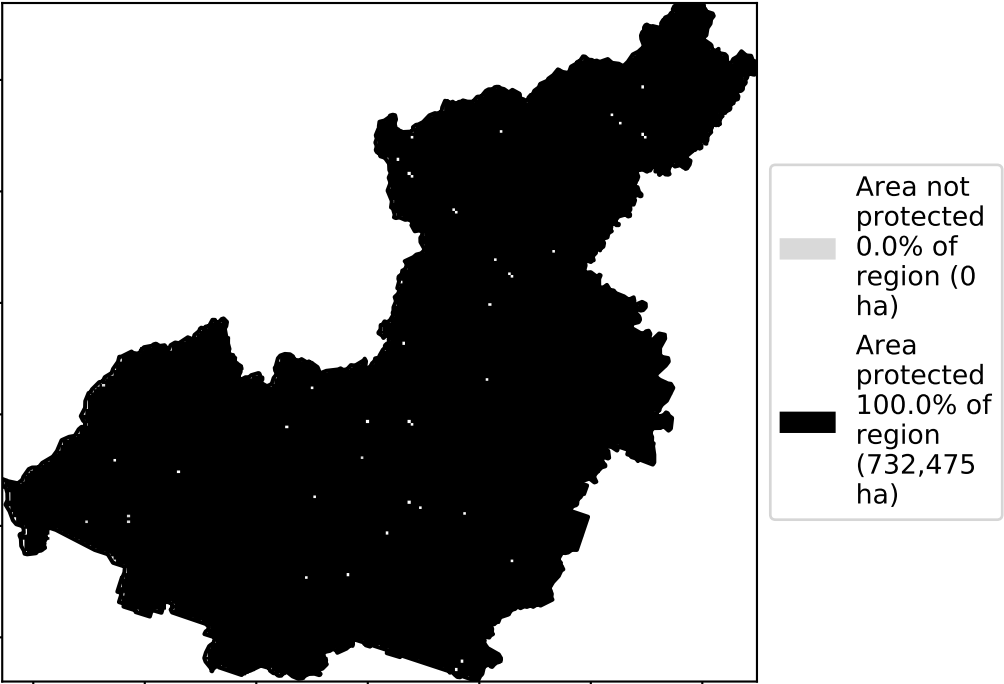 Area not
protected
0.0% of
region (0
ha)
Area
protected
100.0% of
region
(732,475
ha)